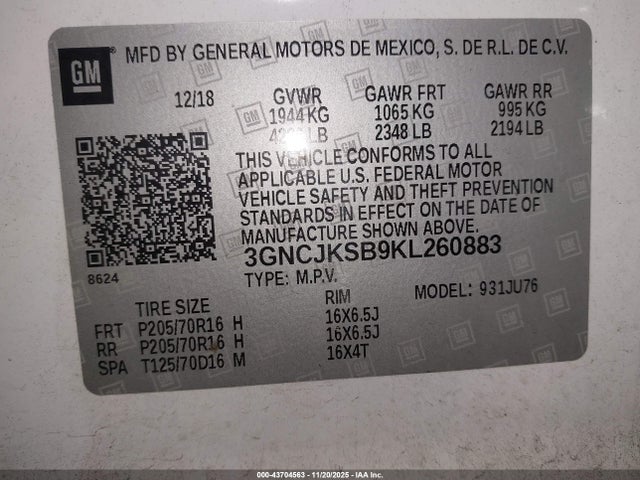 GM
MFD BY GENERAL MOTORS DE MEXICO, S. DE R.L. DE C.V.
12/18 GVWR GAWR FRT GAWR RR
1944 KG 1065 KG 995 KG
LB 2348 LB 2194 LB
THIS VEHICLE CONFORMS TO ALL
APPLICABLE U.S. FEDERAL MOTOR
VEHICLE SAFETY AND THEFT PREVENTION
STANDARDS IN EFFECT ON THE DATE OF
MANUFACTURE SHOWN ABOVE.
3GNCJKSB9KL260883
8624
TYPE: M.P.V.
MODEL: 931JU76
TIRE SIZE RIM
FRT P205/70R16 H 16X6.5J
RR P205/70R16 H 16X6.5J
SPA T125/70D16 M 16X4T
000-43704563 - 11/20/2025 - IAA Inc.